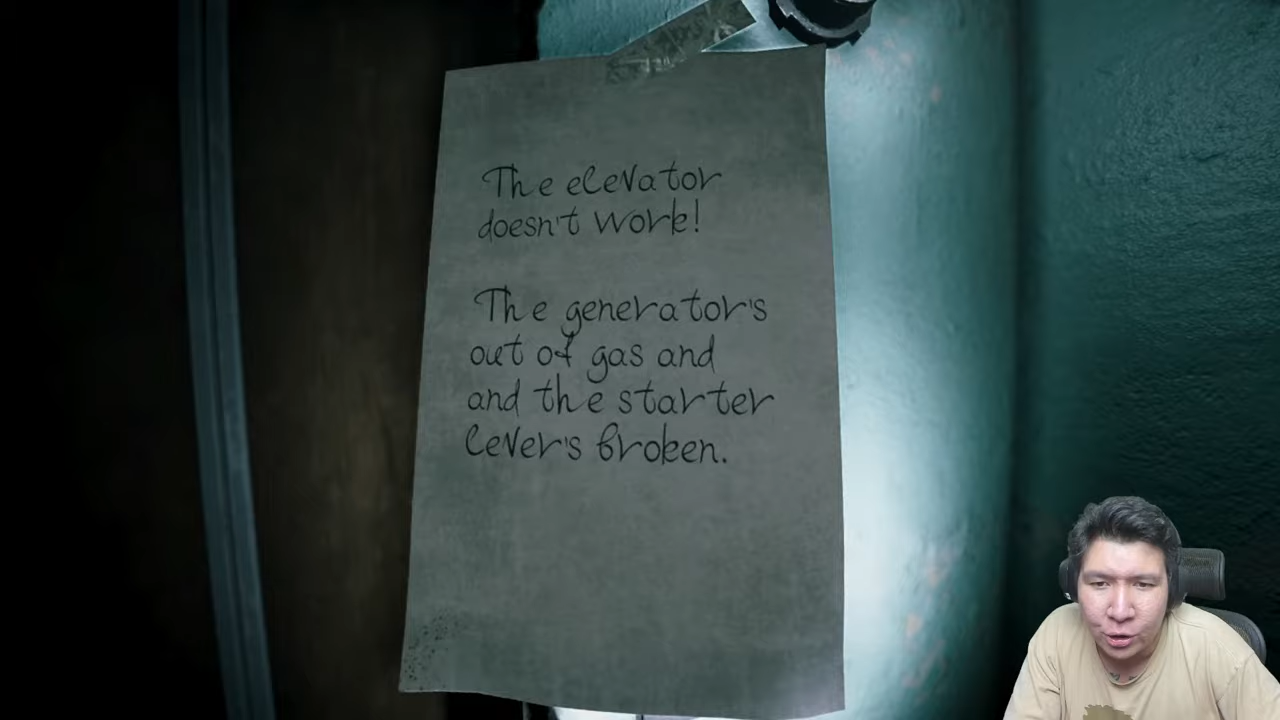 The elevator
doesn't work!
The generator's
out of gas and
and the starter
lever's broken.